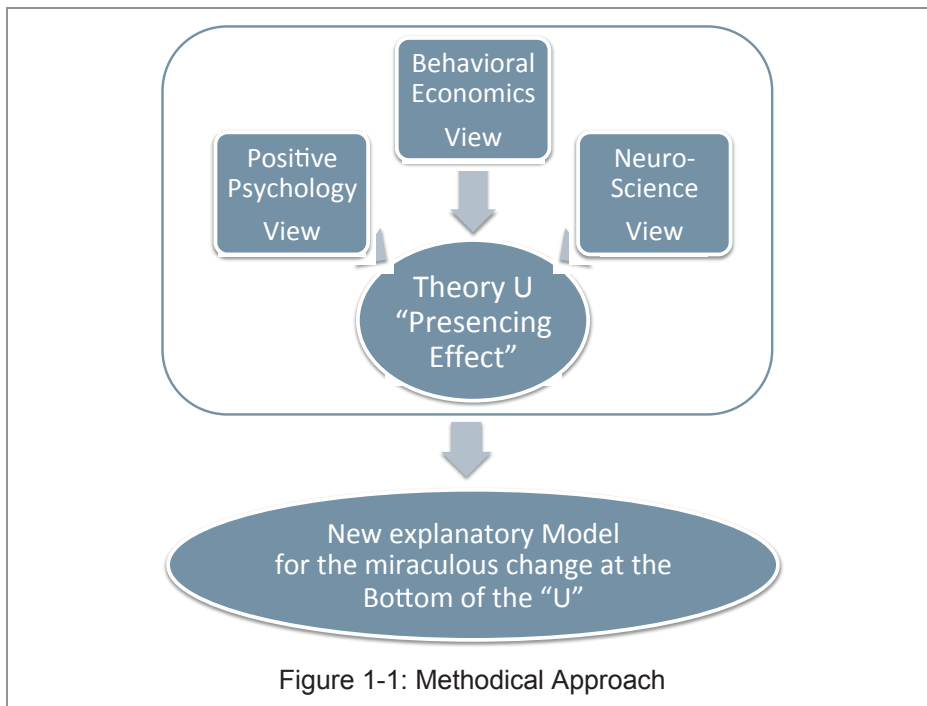 Behavioral
Economics
View
Positive
Psychology
View
Neuro-
Science
View
Theory U
“Presencing
Effect”
New explanatory Model
for the miraculous change at the
Bottom of the “U”
Figure 1-1: Methodical Approach